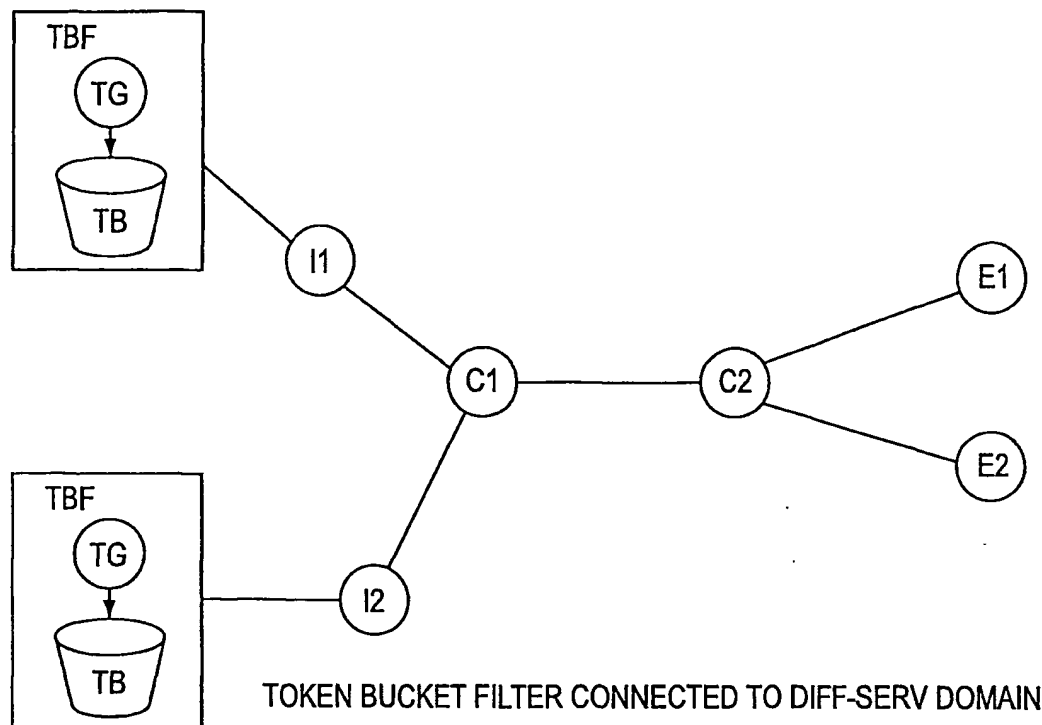 TBF
TG
TB
I1
E1
C1
C2
E2
TBF
TG
I2
TB
TOKEN BUCKET FILTER CONNECTED TO DIFF-SERV DOMAIN